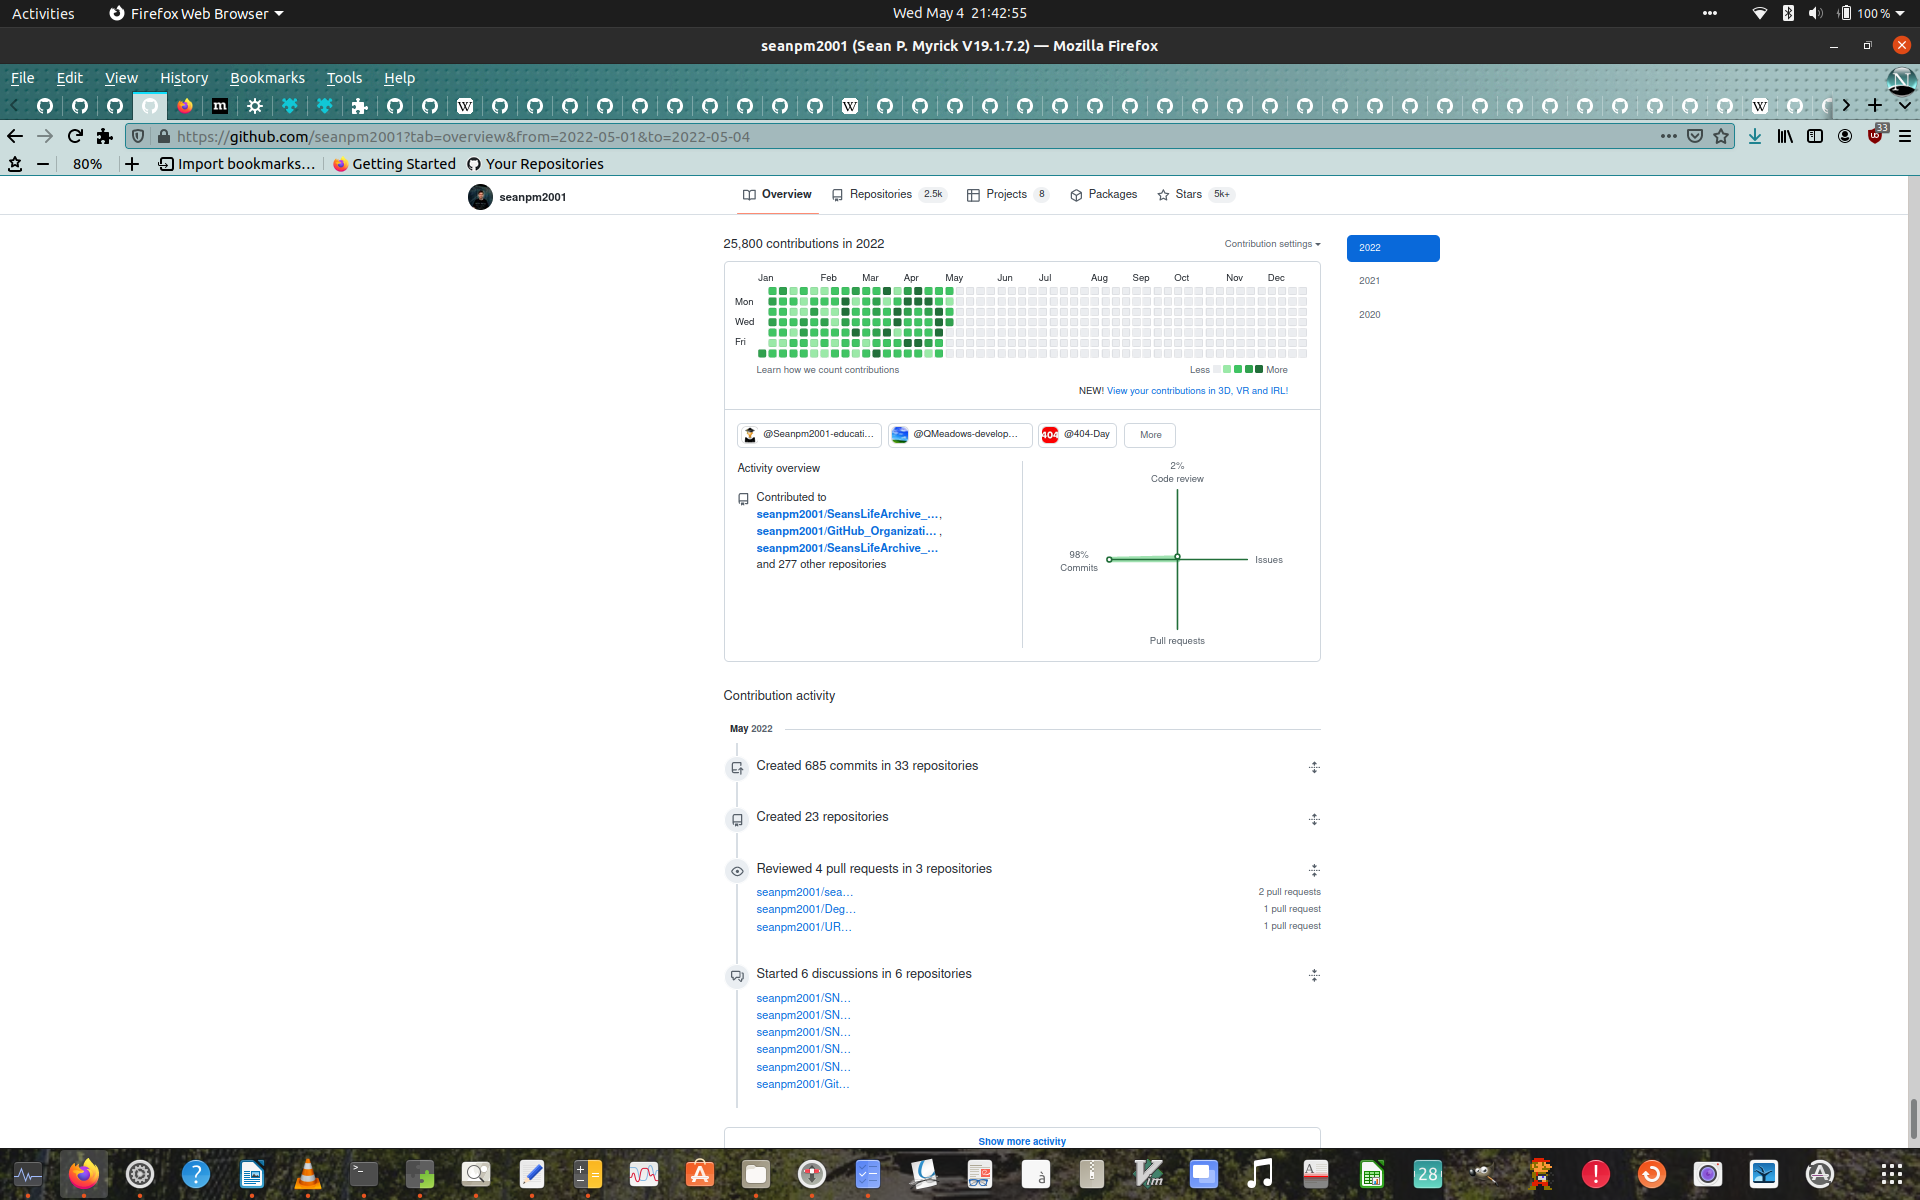 Activities
Firefox Web Browser
Wed May 4 21:42:55
100 %
seanpm2001 (Sean P. Myrick V19.1.7.2) — Mozilla Firefox
File Edit View History Bookmarks Tools Help
https://github.com/seanpm2001?tab=overview&from=2022-05-01&to=2022-05-04
33
80%
Import bookmarks...
Getting Started
Your Repositories
seanpm2001
Overview
Repositories 2.5k
Projects 8
Packages
Stars 5k+
25,800 contributions in 2022
Contribution settings
2022
2021
2020
Jan Feb Mar Apr May Jun Jul Aug Sep Oct Nov Dec
Mon
Wed
Fri
Learn how we count contributions
Less More
NEW! View your contributions in 3D, VR and IRL!
@Seanpm2001-educati...
@QMeadows-develop...
404 @404-Day
More
Activity overview
Contributed to
seanpm2001/SeansLifeArchive_...,
seanpm2001/GitHub_Organizati...,
seanpm2001/SeansLifeArchive_...
and 277 other repositories
2%
Code review
98%
Commits
Issues
Pull requests
Contribution activity
May 2022
Created 685 commits in 33 repositories
Created 23 repositories
Reviewed 4 pull requests in 3 repositories
seanpm2001/sea... 2 pull requests
seanpm2001/Deg... 1 pull request
seanpm2001/UR... 1 pull request
Started 6 discussions in 6 repositories
seanpm2001/SN...
seanpm2001/SN...
seanpm2001/SN...
seanpm2001/SN...
seanpm2001/SN...
seanpm2001/Git...
Show more activity
28